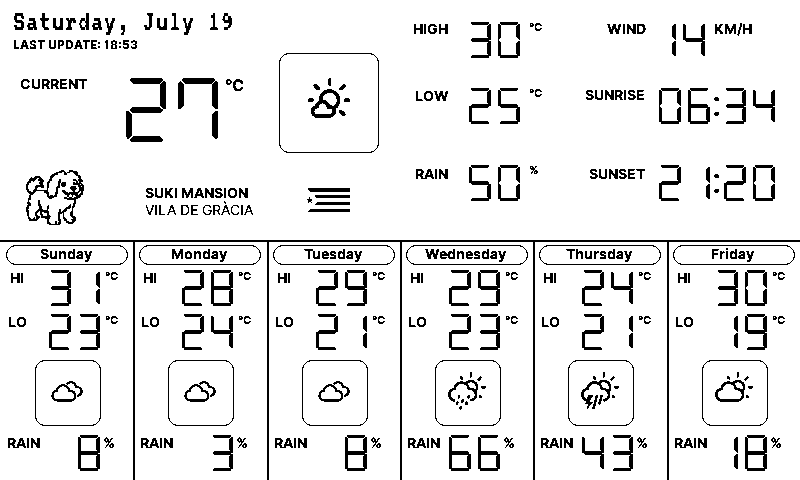 Saturday, July 19
LAST UPDATE: 18:53
CURRENT 27 °C
SUKI MANSION
VILA DE GRÀCIA
HIGH 30 °C
WIND 14 KM/H
LOW 25 °C
SUNRISE 06:34
RAIN 50 %
SUNSET 21:20
Sunday
HI 31 °C
LO 23 °C
RAIN 8 %
Monday
HI 28 °C
LO 24 °C
RAIN 3 %
Tuesday
HI 29 °C
LO 21 °C
RAIN 8 %
Wednesday
HI 29 °C
LO 23 °C
RAIN 66 %
Thursday
HI 24 °C
LO 21 °C
RAIN 43 %
Friday
HI 30 °C
LO 19 °C
RAIN 18 %